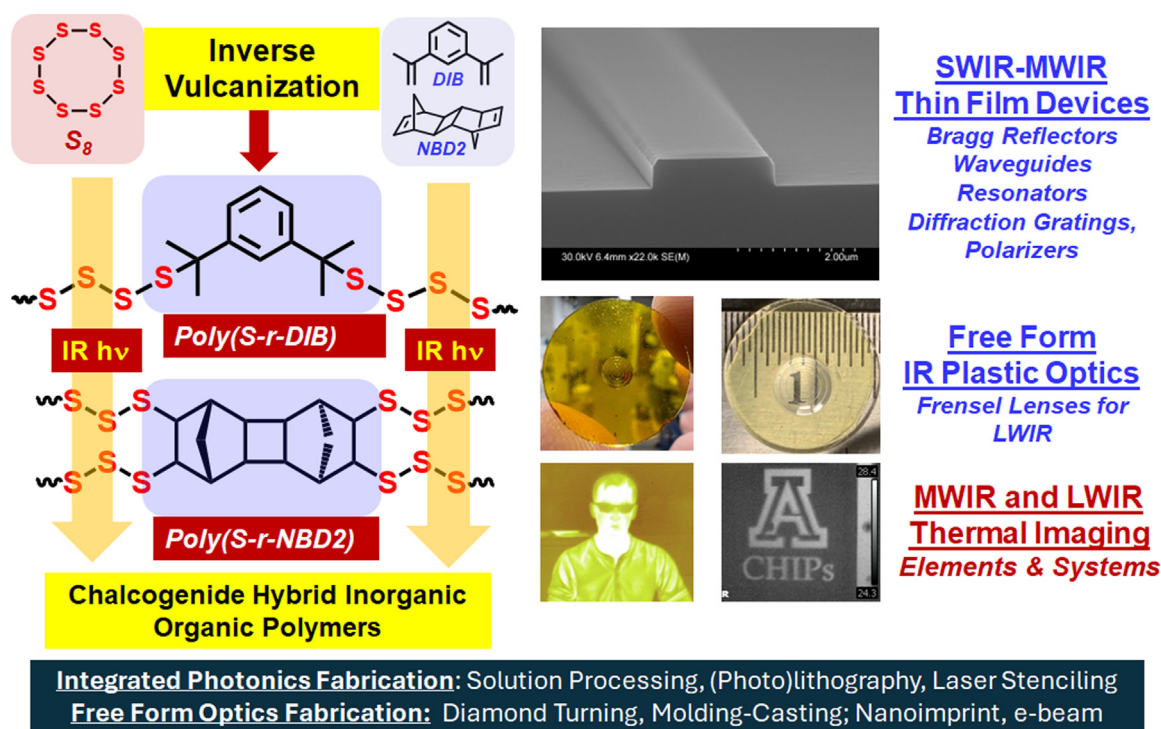 S S
S S
S S
S S
S8
Inverse
Vulcanization
DIB
NBD2
S S S S
S S S S
Poly(S-r-DIB)
IR hν
IR hν
S S S S S S
S S S S S S
Poly(S-r-NBD2)
Chalcogenide Hybrid Inorganic
Organic Polymers
30.0kV 6.4mm x22.0k SE(M)
2.00um
SWIR-MWIR
Thin Film Devices
Bragg Reflectors
Waveguides
Resonators
Diffraction Gratings,
Polarizers
1
Free Form
IR Plastic Optics
Frensel Lenses for
LWIR
A
CHIPs
28.4
24.3
R
MWIR and LWIR
Thermal Imaging
Elements & Systems
Integrated Photonics Fabrication: Solution Processing, (Photo)lithography, Laser Stenciling
Free Form Optics Fabrication: Diamond Turning, Molding-Casting; Nanoimprint, e-beam